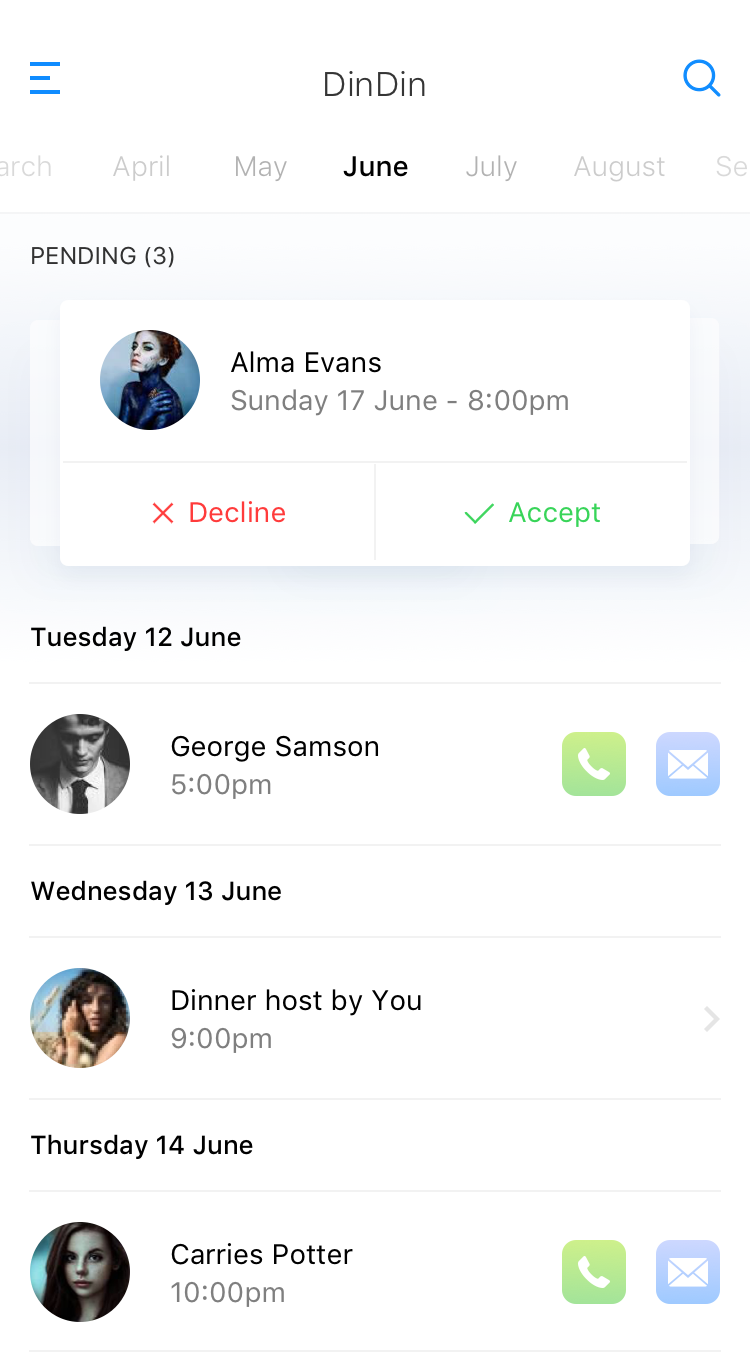 DinDin
arch April May June July August Se
PENDING (3)
Alma Evans
Sunday 17 June - 8:00pm
Decline Accept
Tuesday 12 June
George Samson
5:00pm
Wednesday 13 June
Dinner host by You
9:00pm
Thursday 14 June
Carries Potter
10:00pm